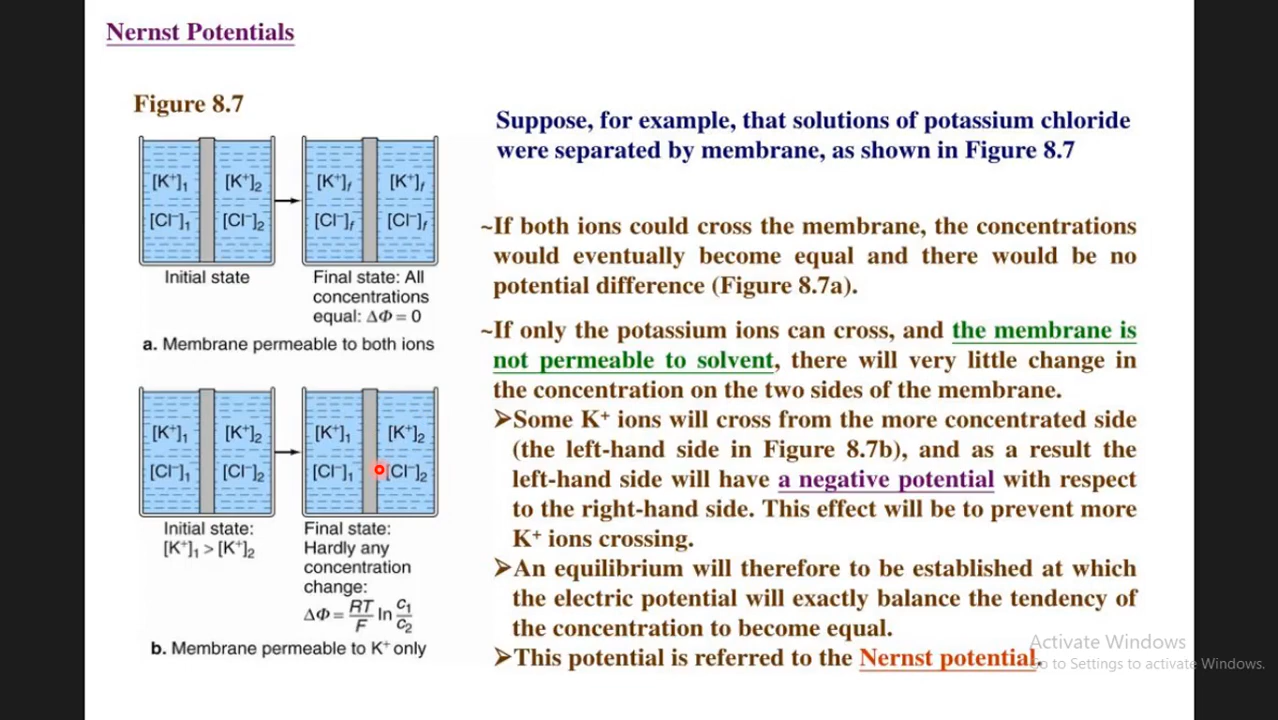 Nernst Potentials
Figure 8.7
[K⁺]₁ [K⁺]₂ [K⁺]f [K⁺]f
[Cl⁻]₁ [Cl⁻]₂ [Cl⁻]f [Cl⁻]f
Initial state
Final state: All
concentrations
equal: ΔΦ = 0
a. Membrane permeable to both ions
[K⁺]₁ [K⁺]₂ [K⁺]₁ [K⁺]₂
[Cl⁻]₁ [Cl⁻]₂ [Cl⁻]₁ [Cl⁻]₂
Initial state:
[K⁺]₁ > [K⁺]₂
Final state:
Hardly any
concentration
change:
ΔΦ = RT/F ln c₁/c₂
b. Membrane permeable to K⁺ only
Suppose, for example, that solutions of potassium chloride
were separated by membrane, as shown in Figure 8.7
~If both ions could cross the membrane, the concentrations
would eventually become equal and there would be no
potential difference (Figure 8.7a).
~If only the potassium ions can cross, and the membrane is
not permeable to solvent, there will very little change in
the concentration on the two sides of the membrane.
➢Some K⁺ ions will cross from the more concentrated side
(the left-hand side in Figure 8.7b), and as a result the
left-hand side will have a negative potential with respect
to the right-hand side. This effect will be to prevent more
K⁺ ions crossing.
➢An equilibrium will therefore to be established at which
the electric potential will exactly balance the tendency of
the concentration to become equal.
➢This potential is referred to the Nernst potential.
Activate Windows
Go to Settings to activate Windows.